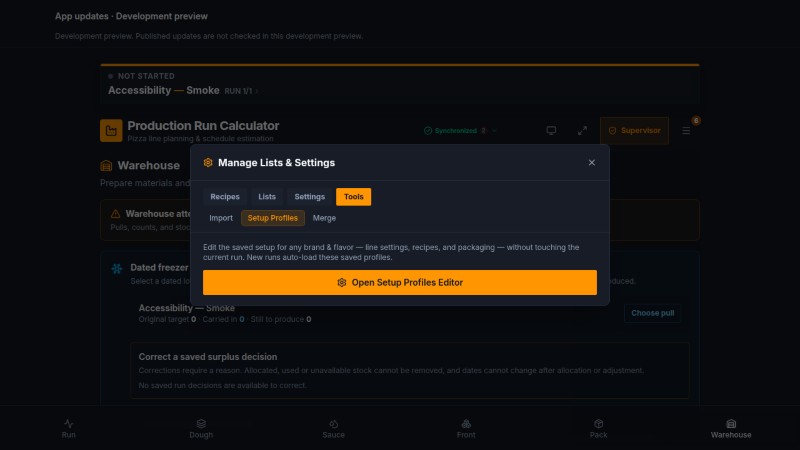 App updates · Development preview
Development preview. Published updates are not checked in this development preview.
NOT STARTED
Accessibility — Smoke RUN 1/1 ›
Production Run Calculator
Pizza line planning & schedule estimation
Synchronized
Supervisor
6
Warehouse
Prepare materials and
Manage Lists & Settings
Recipes
Lists
Settings
Tools
Import
Setup Profiles
Merge
Edit the saved setup for any brand & flavor — line settings, recipes, and packaging — without touching the
current run. New runs auto-load these saved profiles.
Open Setup Profiles Editor
Warehouse
Pulls, counts, and
Dated freezer
Select a dated
Accessibility — Smoke
Original target 0 · Carried in 0 · Still to produce 0
Choose pull
Correct a saved surplus decision
Corrections require a reason. Allocated, used or unavailable stock cannot be removed, and dates cannot change after allocation or adjustment.
No saved run decisions are available to correct.
Run
Dough
Sauce
Front
Pack
Warehouse